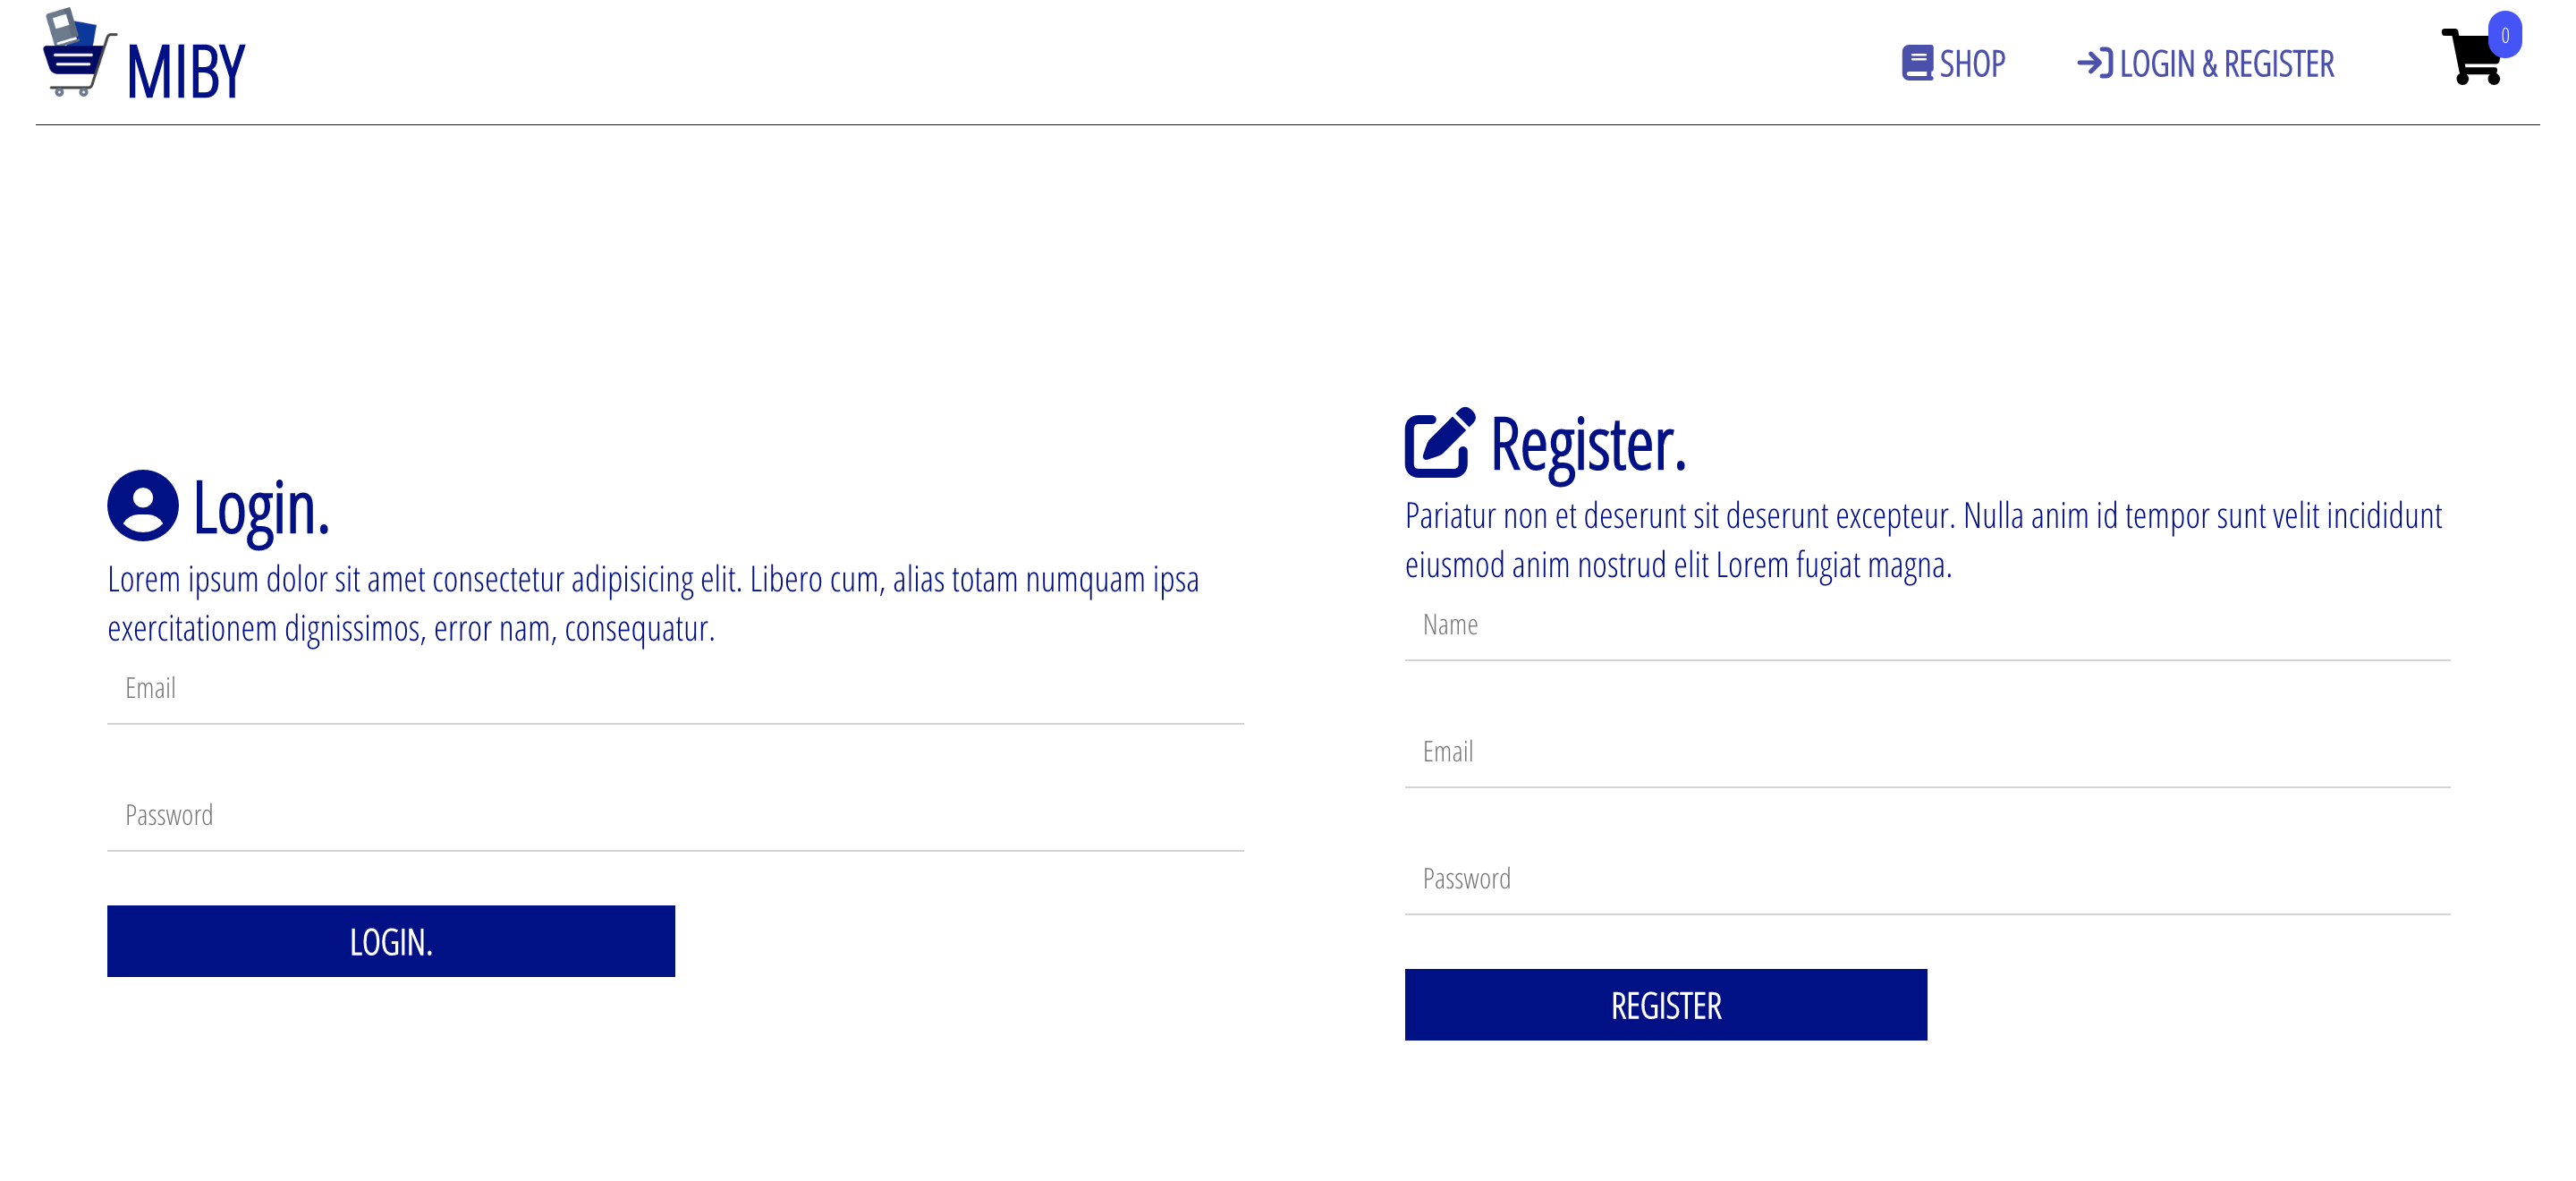 MIBY
SHOP
LOGIN & REGISTER
0
Login.
Lorem ipsum dolor sit amet consectetur adipisicing elit. Libero cum, alias totam numquam ipsa
exercitationem dignissimos, error nam, consequatur.
Email
Password
LOGIN.
Register.
Pariatur non et deserunt sit deserunt excepteur. Nulla anim id tempor sunt velit incididunt
eiusmod anim nostrud elit Lorem fugiat magna.
Name
Email
Password
REGISTER